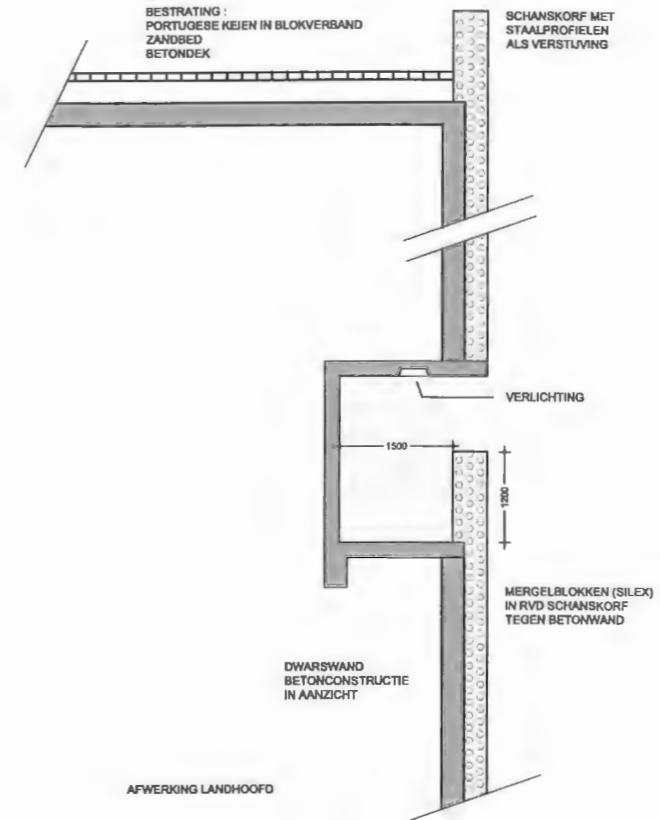 BESTRATING :
PORTUGESE KEIEN IN BLOKVERBAND
ZANDBED
BETONDEK
SCHANSKORF MET
STAALPROFIELEN
ALS VERSTIJVING
VERLICHTING
1500
1200
MERGELBLOKKEN (SILEX)
IN RVD SCHANSKORF
TEGEN BETONWAND
DWARSWAND
BETONCONSTRUCTIE
IN AANZICHT
AFWERKING LANDHOOFD